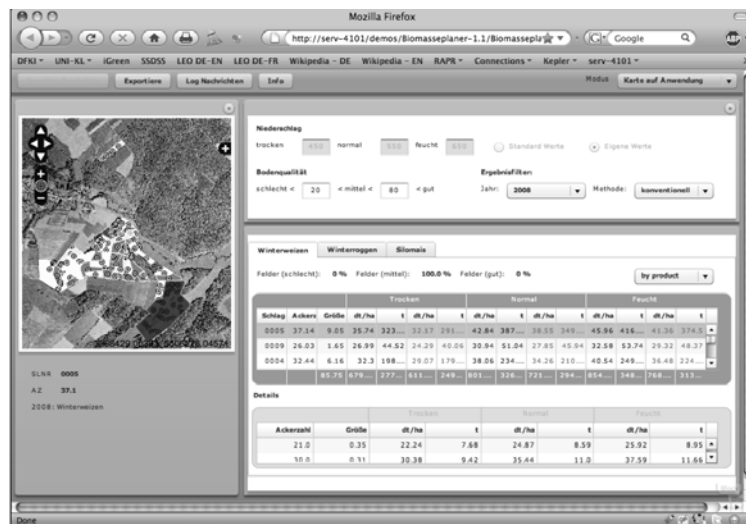 Mozilla Firefox
http://serv-4101/demos/Biomasseplaner-1.1/Biomassepla
Google
ABP
DFKI UNI-KL iGreen SSDSS LEO DE-EN LEO DE-FR Wikipedia – DE Wikipedia – EN RAPR Connections Kepler serv-4101
Exportiere Log Nachrichten Info Modus Karte auf Anwendung
Niederschlag
trocken 450 normal 550 feucht 600 Standard Werte Eigene Werte
Bodenqualität Ergebnisfilter:
schlecht < 20 < mittel < 80 < gut Jahr: 2008 Methode: konventionell
Winterweizen Winterroggen Silomais
Felder (schlecht): 0 % Felder (mittel): 100.0 % Felder (gut): 0 % by product
Trocken Normal Feucht
Schlag Ackerz Größe dt/ha t dt/ha t dt/ha t dt/ha t dt/ha t dt/ha t
0005 37.14 9.05 35.74 323.... 32.17 291.... 42.84 387.... 38.55 349.... 45.96 416.... 41.36 374.5
0009 26.03 1.65 26.99 44.52 24.29 40.06 30.94 51.04 27.85 45.94 32.58 53.74 29.32 48.37
0004 32.44 6.16 32.3 198.... 29.07 179.... 38.06 234.... 34.26 210.... 40.54 249.... 36.48 224....
85.75 679... 277... 611... 249... 801... 326... 721... 294... 854... 348... 768... 313...
SLNR 0005
AZ 37.1
2008: Winterweizen
Details
Trocken Normal Feucht
Ackerzahl Größe dt/ha t dt/ha t dt/ha t
21.0 0.35 22.24 7.68 24.87 8.59 25.92 8.95
30.0 0.31 30.38 9.42 35.44 11.0 37.59 11.66
Done